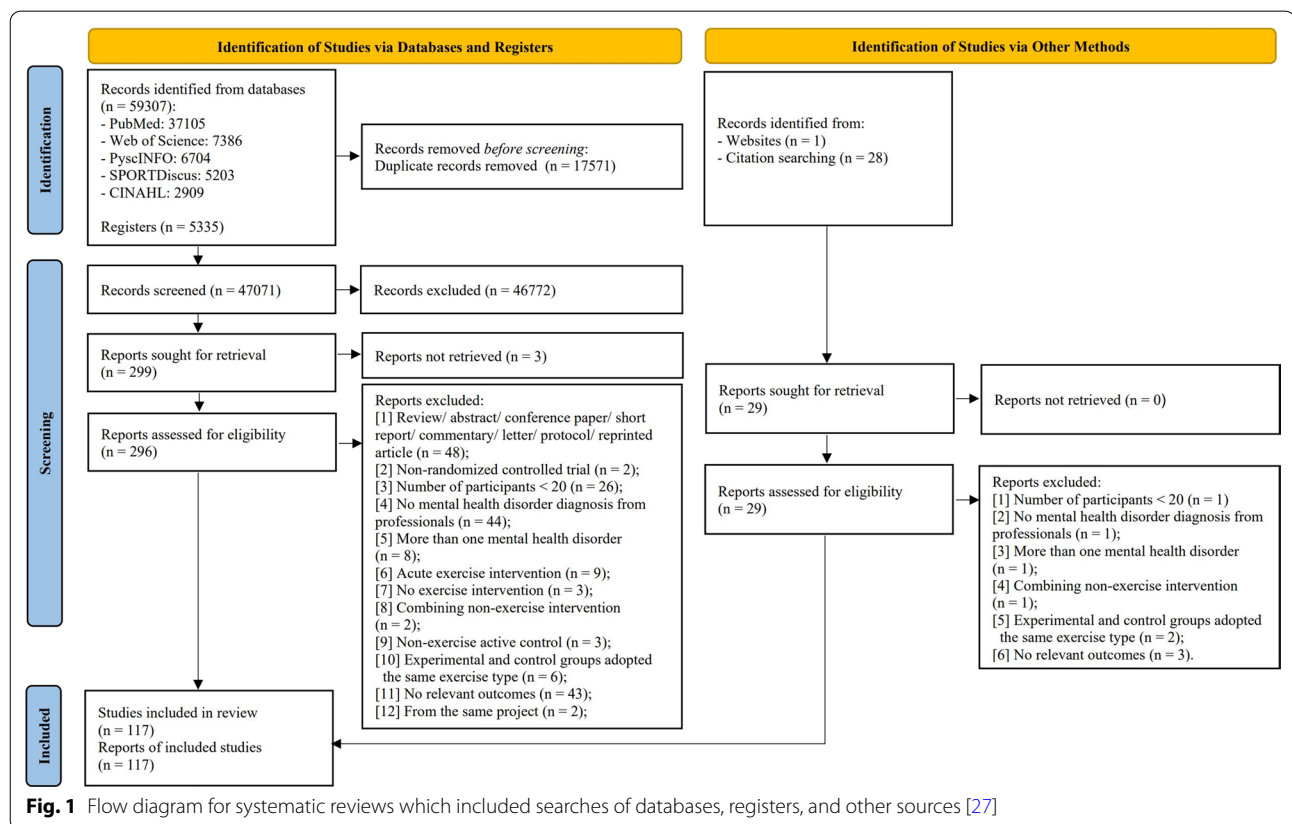 Identification of Studies via Databases and Registers
Identification of Studies via Other Methods
Identification
Records identified from databases
(n = 59307):
- PubMed: 37105
- Web of Science: 7386
- PyscINFO: 6704
- SPORTDiscus: 5203
- CINAHL: 2909
Registers (n = 5335)
Records removed before screening:
Duplicate records removed (n = 17571)
Records identified from:
- Websites (n = 1)
- Citation searching (n = 28)
Screening
Records screened (n = 47071)
Records excluded (n = 46772)
Reports sought for retrieval
(n = 299)
Reports not retrieved (n = 3)
Reports assessed for eligibility
(n = 296)
Reports excluded:
[1] Review/ abstract/ conference paper/ short
report/ commentary/ letter/ protocol/ reprinted
article (n = 48);
[2] Non-randomized controlled trial (n = 2);
[3] Number of participants < 20 (n = 26);
[4] No mental health disorder diagnosis from
professionals (n = 44);
[5] More than one mental health disorder
(n = 8);
[6] Acute exercise intervention (n = 9);
[7] No exercise intervention (n = 3);
[8] Combining non-exercise intervention
(n = 2);
[9] Non-exercise active control (n = 3);
[10] Experimental and control groups adopted
the same exercise type (n = 6);
[11] No relevant outcomes (n = 43);
[12] From the same project (n = 2);
Reports sought for retrieval
(n = 29)
Reports not retrieved (n = 0)
Reports assessed for eligibility
(n = 29)
Reports excluded:
[1] Number of participants < 20 (n = 1)
[2] No mental health disorder diagnosis from
professionals (n = 1);
[3] More than one mental health disorder
(n = 1);
[4] Combining non-exercise intervention
(n = 1);
[5] Experimental and control groups adopted
the same exercise type (n = 2);
[6] No relevant outcomes (n = 3).
Included
Studies included in review
(n = 117)
Reports of included studies
(n = 117)
Fig. 1 Flow diagram for systematic reviews which included searches of databases, registers, and other sources [27]